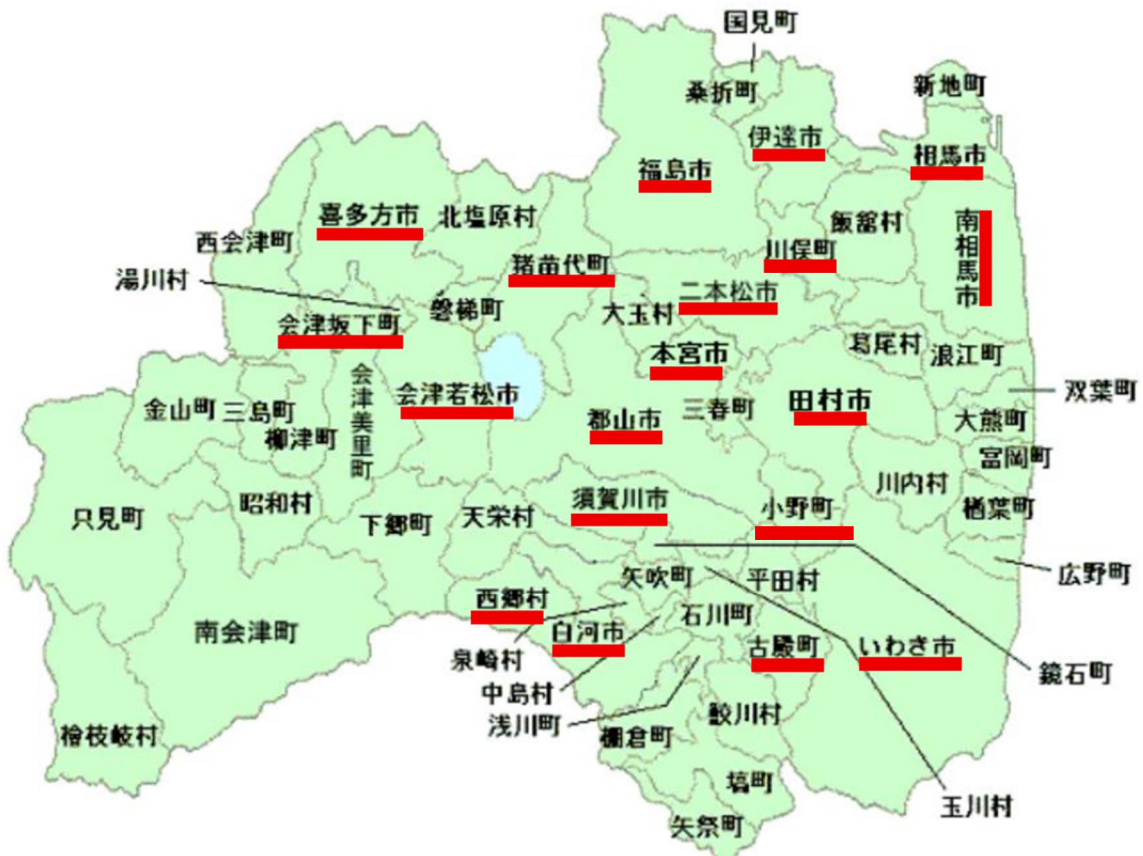 国見町
桑折町
新地町
伊達市
相馬市
福島市
喜多方市
北塩原村
飯舘村
南相馬市
西会津町
川俣町
猪苗代町
湯川村
二本松市
磐梯町
大玉村
会津坂下町
本宮市
葛尾村
浪江町
双葉町
会津美里町
会津若松市
金山町
三島町
柳津町
郡山市
三春町
田村市
大熊町
富岡町
川内村
只見町
昭和村
下郷町
天栄村
須賀川市
小野町
楢葉町
広野町
矢吹町
平田村
西郷村
石川町
南会津町
白河市
古殿町
いわき市
泉崎村
鏡石町
中島村
浅川町
鮫川村
檜枝岐村
棚倉町
塙町
玉川村
矢祭町